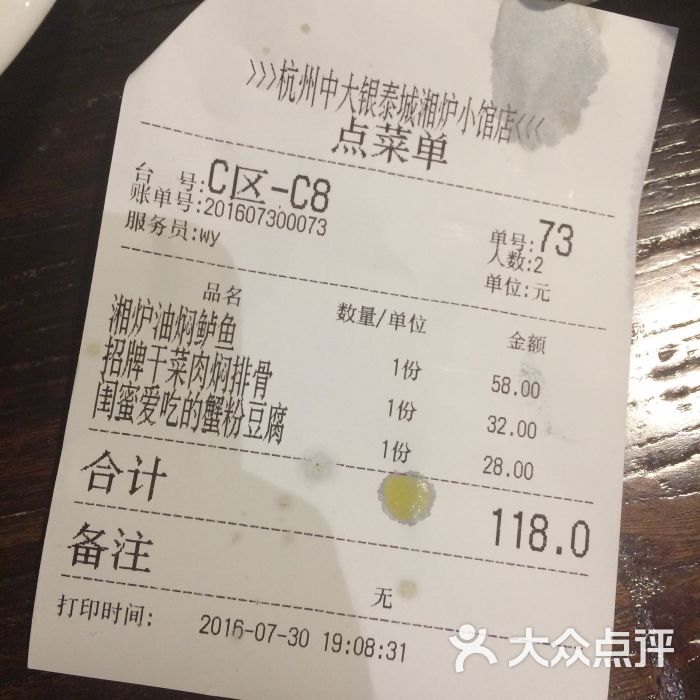 >>>杭州中大银泰城湘炉小馆店<<<
点菜单
台 号:C区-C8
账单号:201607300073 单号:73
服务员:wy 人数:2
单位:元
品名 数量/单位 金额
湘炉油焖鲈鱼 1份 58.00
招牌干菜肉焖排骨 1份 32.00
闺蜜爱吃的蟹粉豆腐 1份 28.00
合计 118.0
备注
无
打印时间: 2016-07-30 19:08:31
大众点评